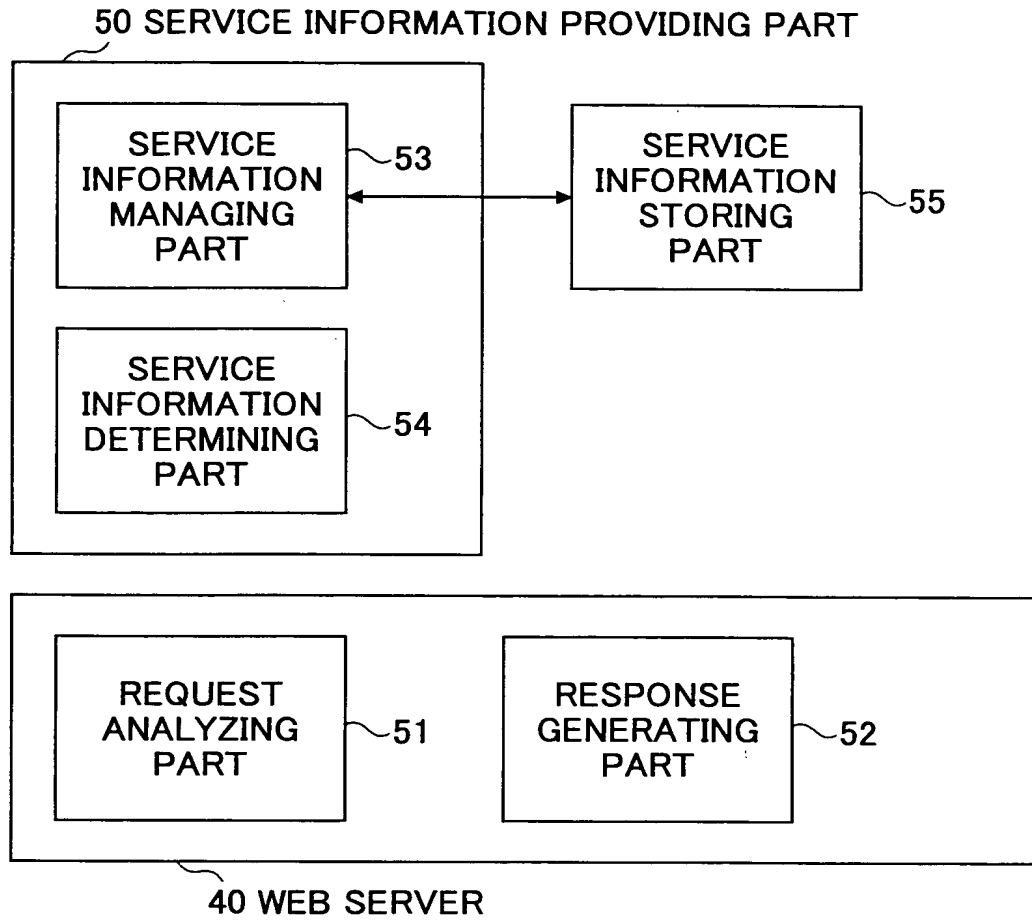 50 SERVICE INFORMATION PROVIDING PART
SERVICE
INFORMATION
MANAGING
PART
53
SERVICE
INFORMATION
STORING
PART
55
SERVICE
INFORMATION
DETERMINING
PART
54
REQUEST
ANALYZING
PART
51
RESPONSE
GENERATING
PART
52
40 WEB SERVER